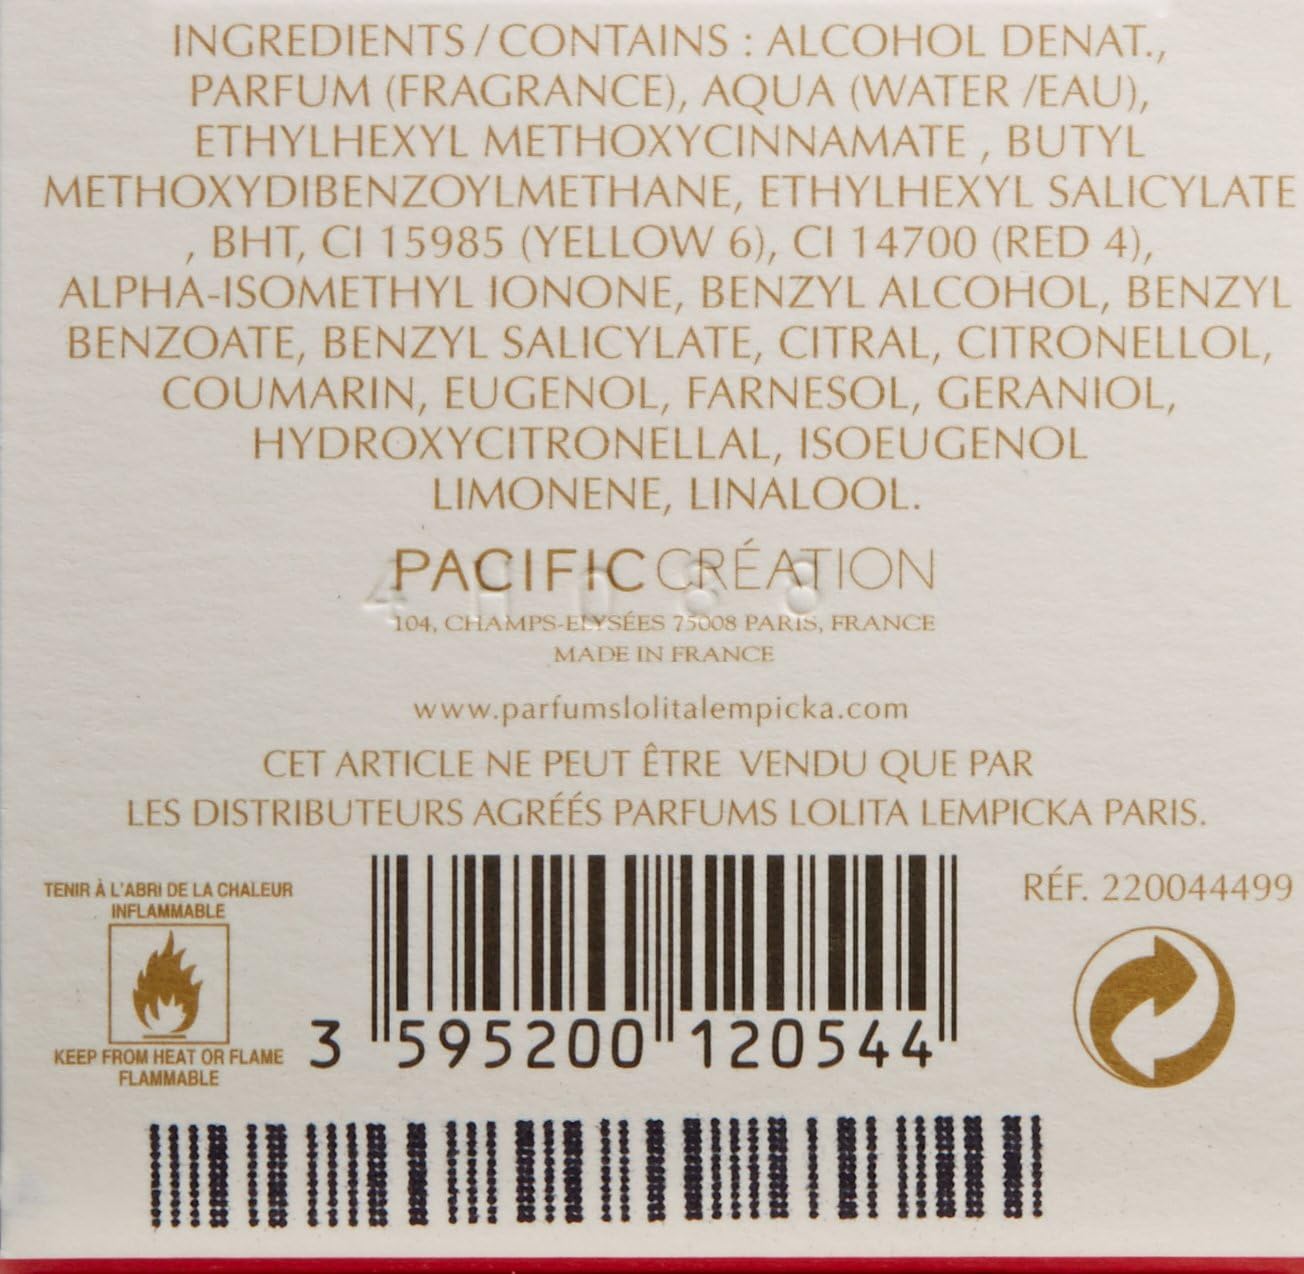 INGREDIENTS / CONTAINS : ALCOHOL DENAT.,
PARFUM (FRAGRANCE), AQUA (WATER /EAU),
ETHYLHEXYL METHOXYCINNAMATE , BUTYL
METHOXYDIBENZOYLMETHANE, ETHYLHEXYL SALICYLATE
, BHT, CI 15985 (YELLOW 6), CI 14700 (RED 4),
ALPHA-ISOMETHYL IONONE, BENZYL ALCOHOL, BENZYL
BENZOATE, BENZYL SALICYLATE, CITRAL, CITRONELLOL,
COUMARIN, EUGENOL, FARNESOL, GERANIOL,
HYDROXYCITRONELLAL, ISOEUGENOL
LIMONENE, LINALOOL.
PACIFIC CRÉATION
104, CHAMPS-ELYSÉES 75008 PARIS, FRANCE
MADE IN FRANCE
www.parfumslolitalempicka.com
CET ARTICLE NE PEUT ÊTRE VENDU QUE PAR
LES DISTRIBUTEURS AGRÉÉS PARFUMS LOLITA LEMPICKA PARIS.
TENIR À L'ABRI DE LA CHALEUR
INFLAMMABLE
KEEP FROM HEAT OR FLAME
FLAMMABLE
3 595200 120544
RÉF. 220044499